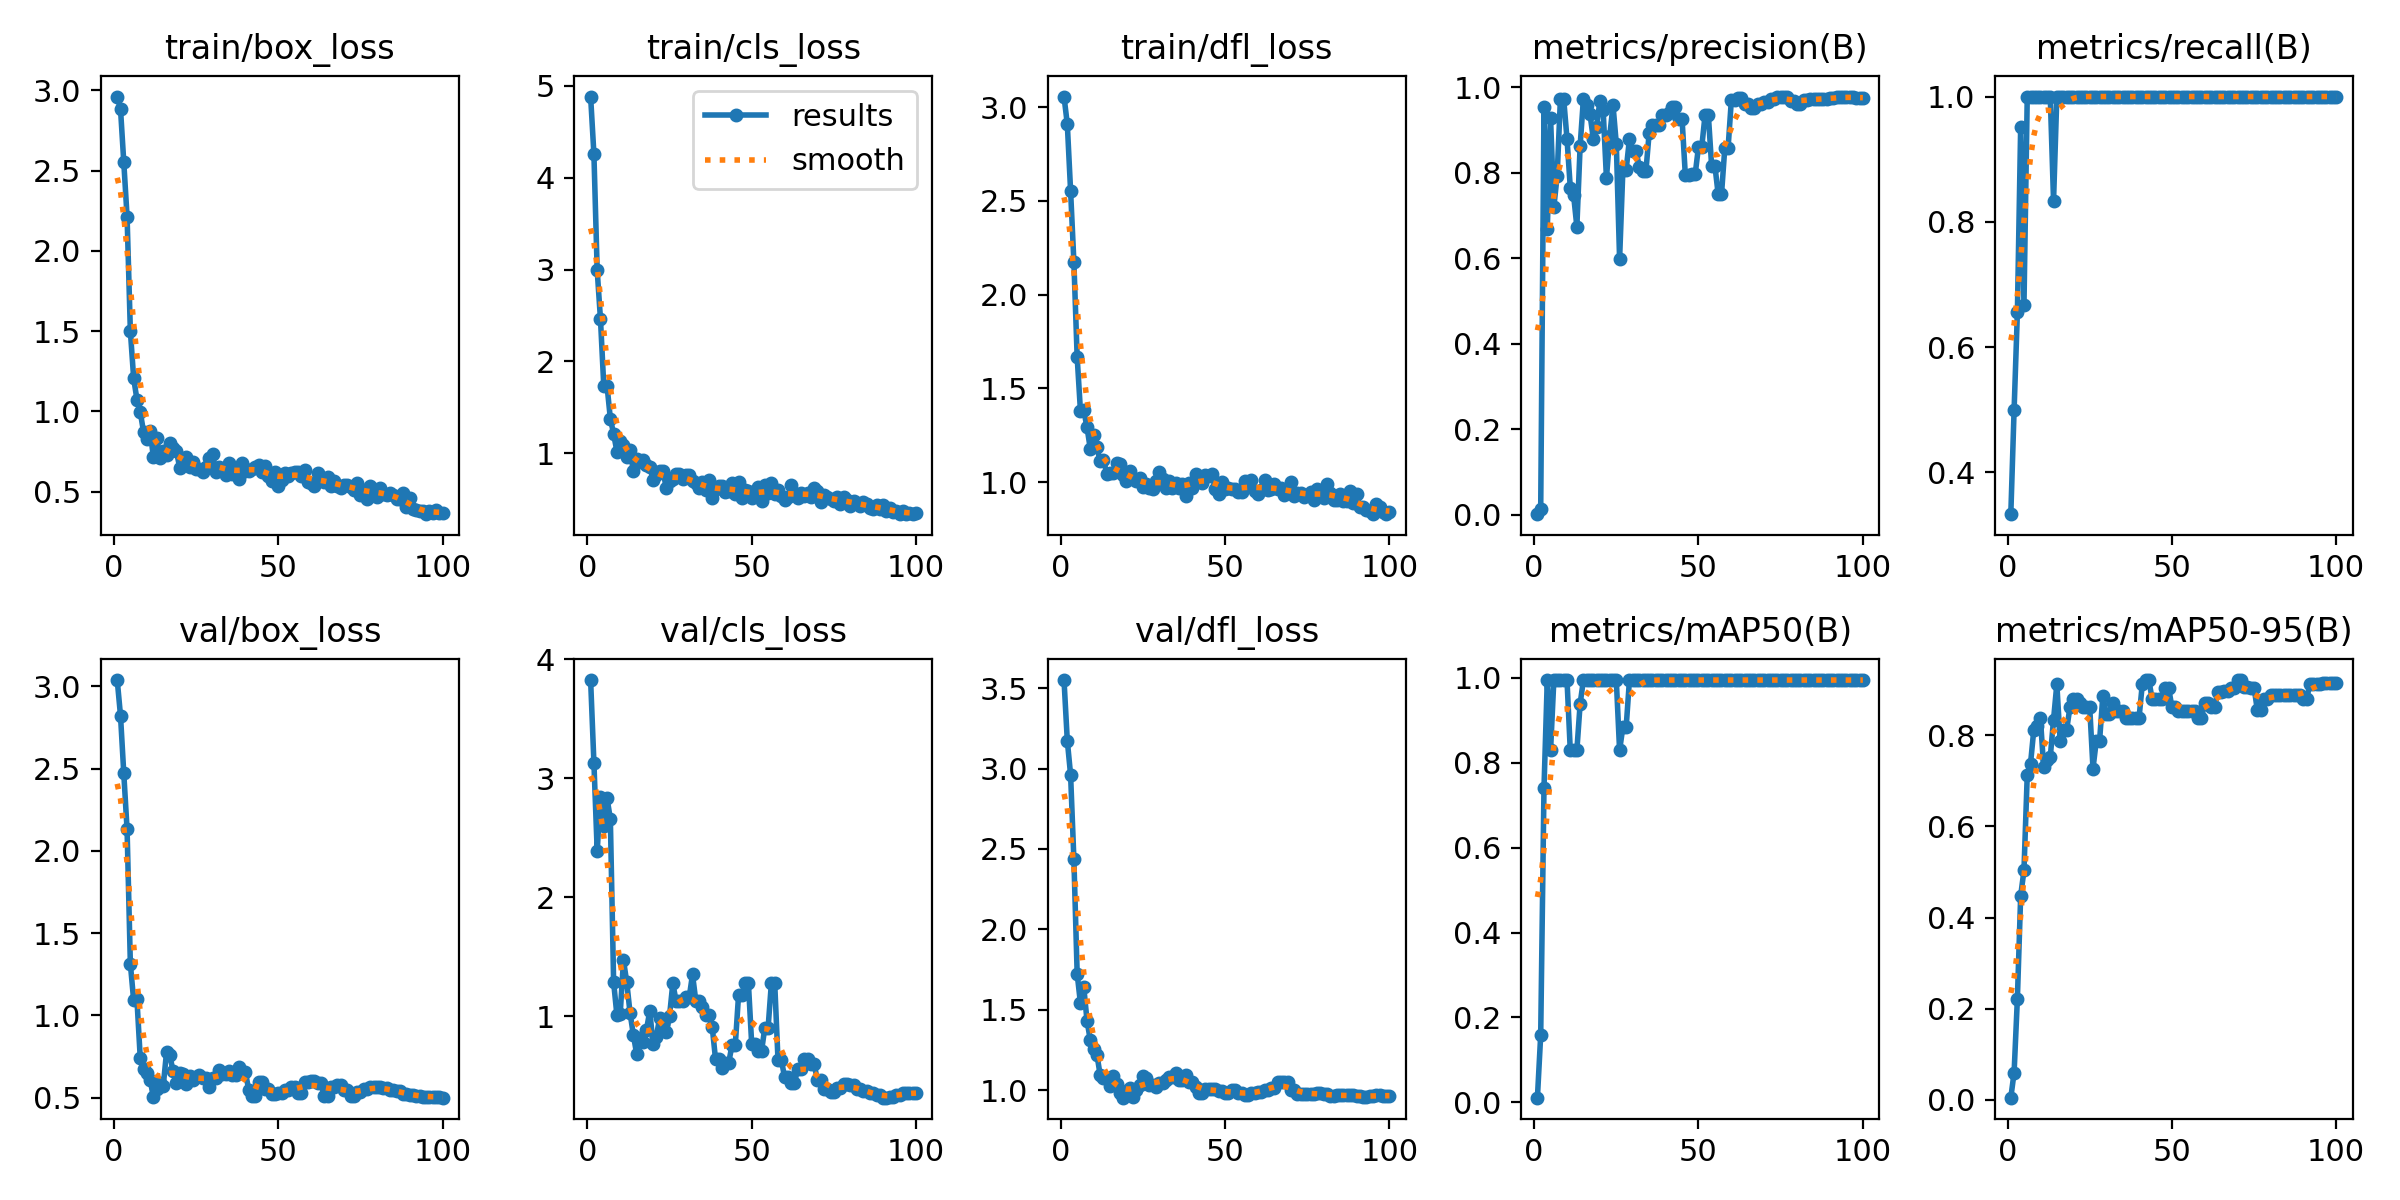 train/box_loss
3.0
2.5
2.0
1.5
1.0
0.5
0 50 100
train/cls_loss
results
smooth
5
4
3
2
1
0 50 100
train/dfl_loss
3.0
2.5
2.0
1.5
1.0
0 50 100
metrics/precision(B)
1.0
0.8
0.6
0.4
0.2
0.0
0 50 100
metrics/recall(B)
1.0
0.8
0.6
0.4
0 50 100
val/box_loss
3.0
2.5
2.0
1.5
1.0
0.5
0 50 100
val/cls_loss
4
3
2
1
0 50 100
val/dfl_loss
3.5
3.0
2.5
2.0
1.5
1.0
0 50 100
metrics/mAP50(B)
1.0
0.8
0.6
0.4
0.2
0.0
0 50 100
metrics/mAP50-95(B)
0.8
0.6
0.4
0.2
0.0
0 50 100